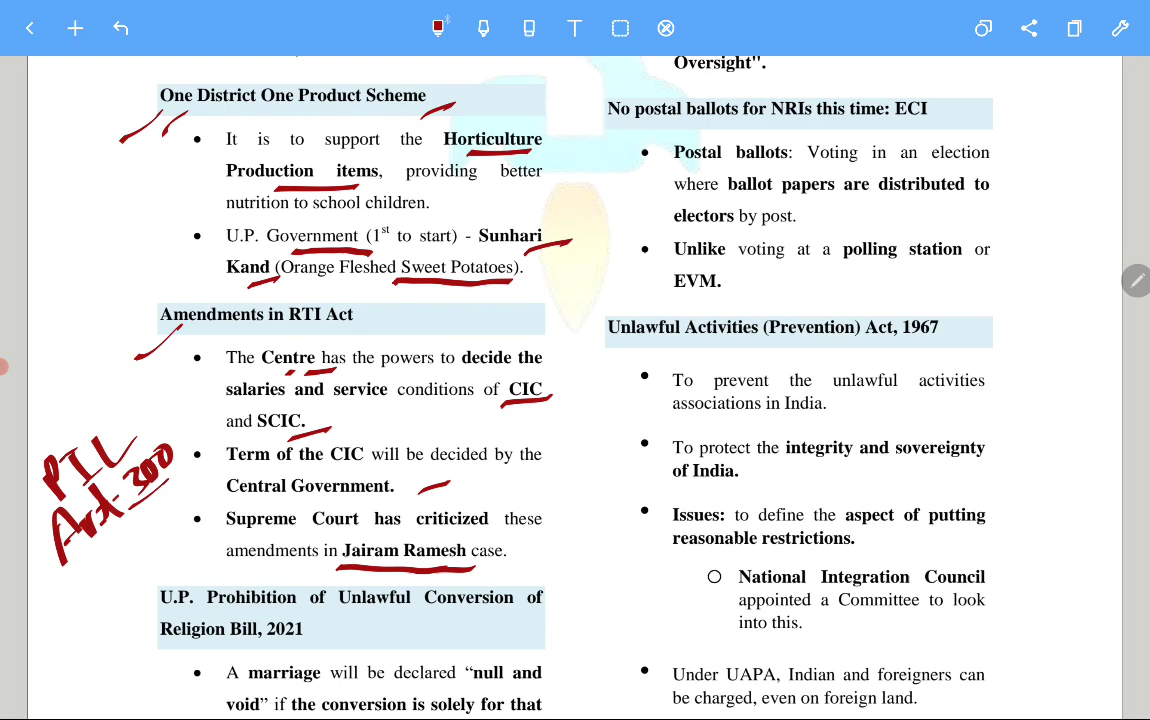 One District One Product Scheme
• It is to support the Horticulture
Production items, providing better
nutrition to school children.
• U.P. Government (1st to start) - Sunhari
Kand (Orange Fleshed Sweet Potatoes).
Amendments in RTI Act
• The Centre has the powers to decide the
salaries and service conditions of CIC
and SCIC.
• Term of the CIC will be decided by the
Central Government.
• Supreme Court has criticized these
amendments in Jairam Ramesh case.
PIL
Art-300
U.P. Prohibition of Unlawful Conversion of
Religion Bill, 2021
• A marriage will be declared “null and
void” if the conversion is solely for that
Oversight".
No postal ballots for NRIs this time: ECI
• Postal ballots: Voting in an election
where ballot papers are distributed to
electors by post.
• Unlike voting at a polling station or
EVM.
Unlawful Activities (Prevention) Act, 1967
• To prevent the unlawful activities
associations in India.
• To protect the integrity and sovereignty
of India.
• Issues: to define the aspect of putting
reasonable restrictions.
○ National Integration Council
appointed a Committee to look
into this.
• Under UAPA, Indian and foreigners can
be charged, even on foreign land.